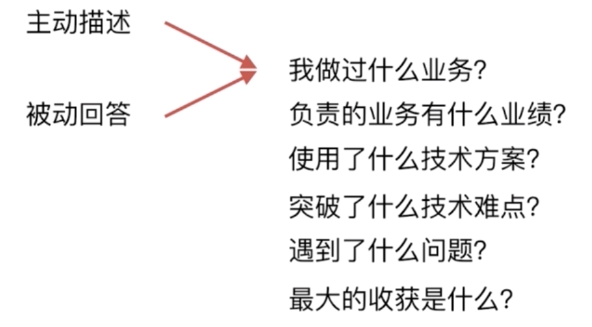 主动描述
被动回答
我做过什么业务?
负责的业务有什么业绩?
使用了什么技术方案?
突破了什么技术难点?
遇到了什么问题?
最大的收获是什么?